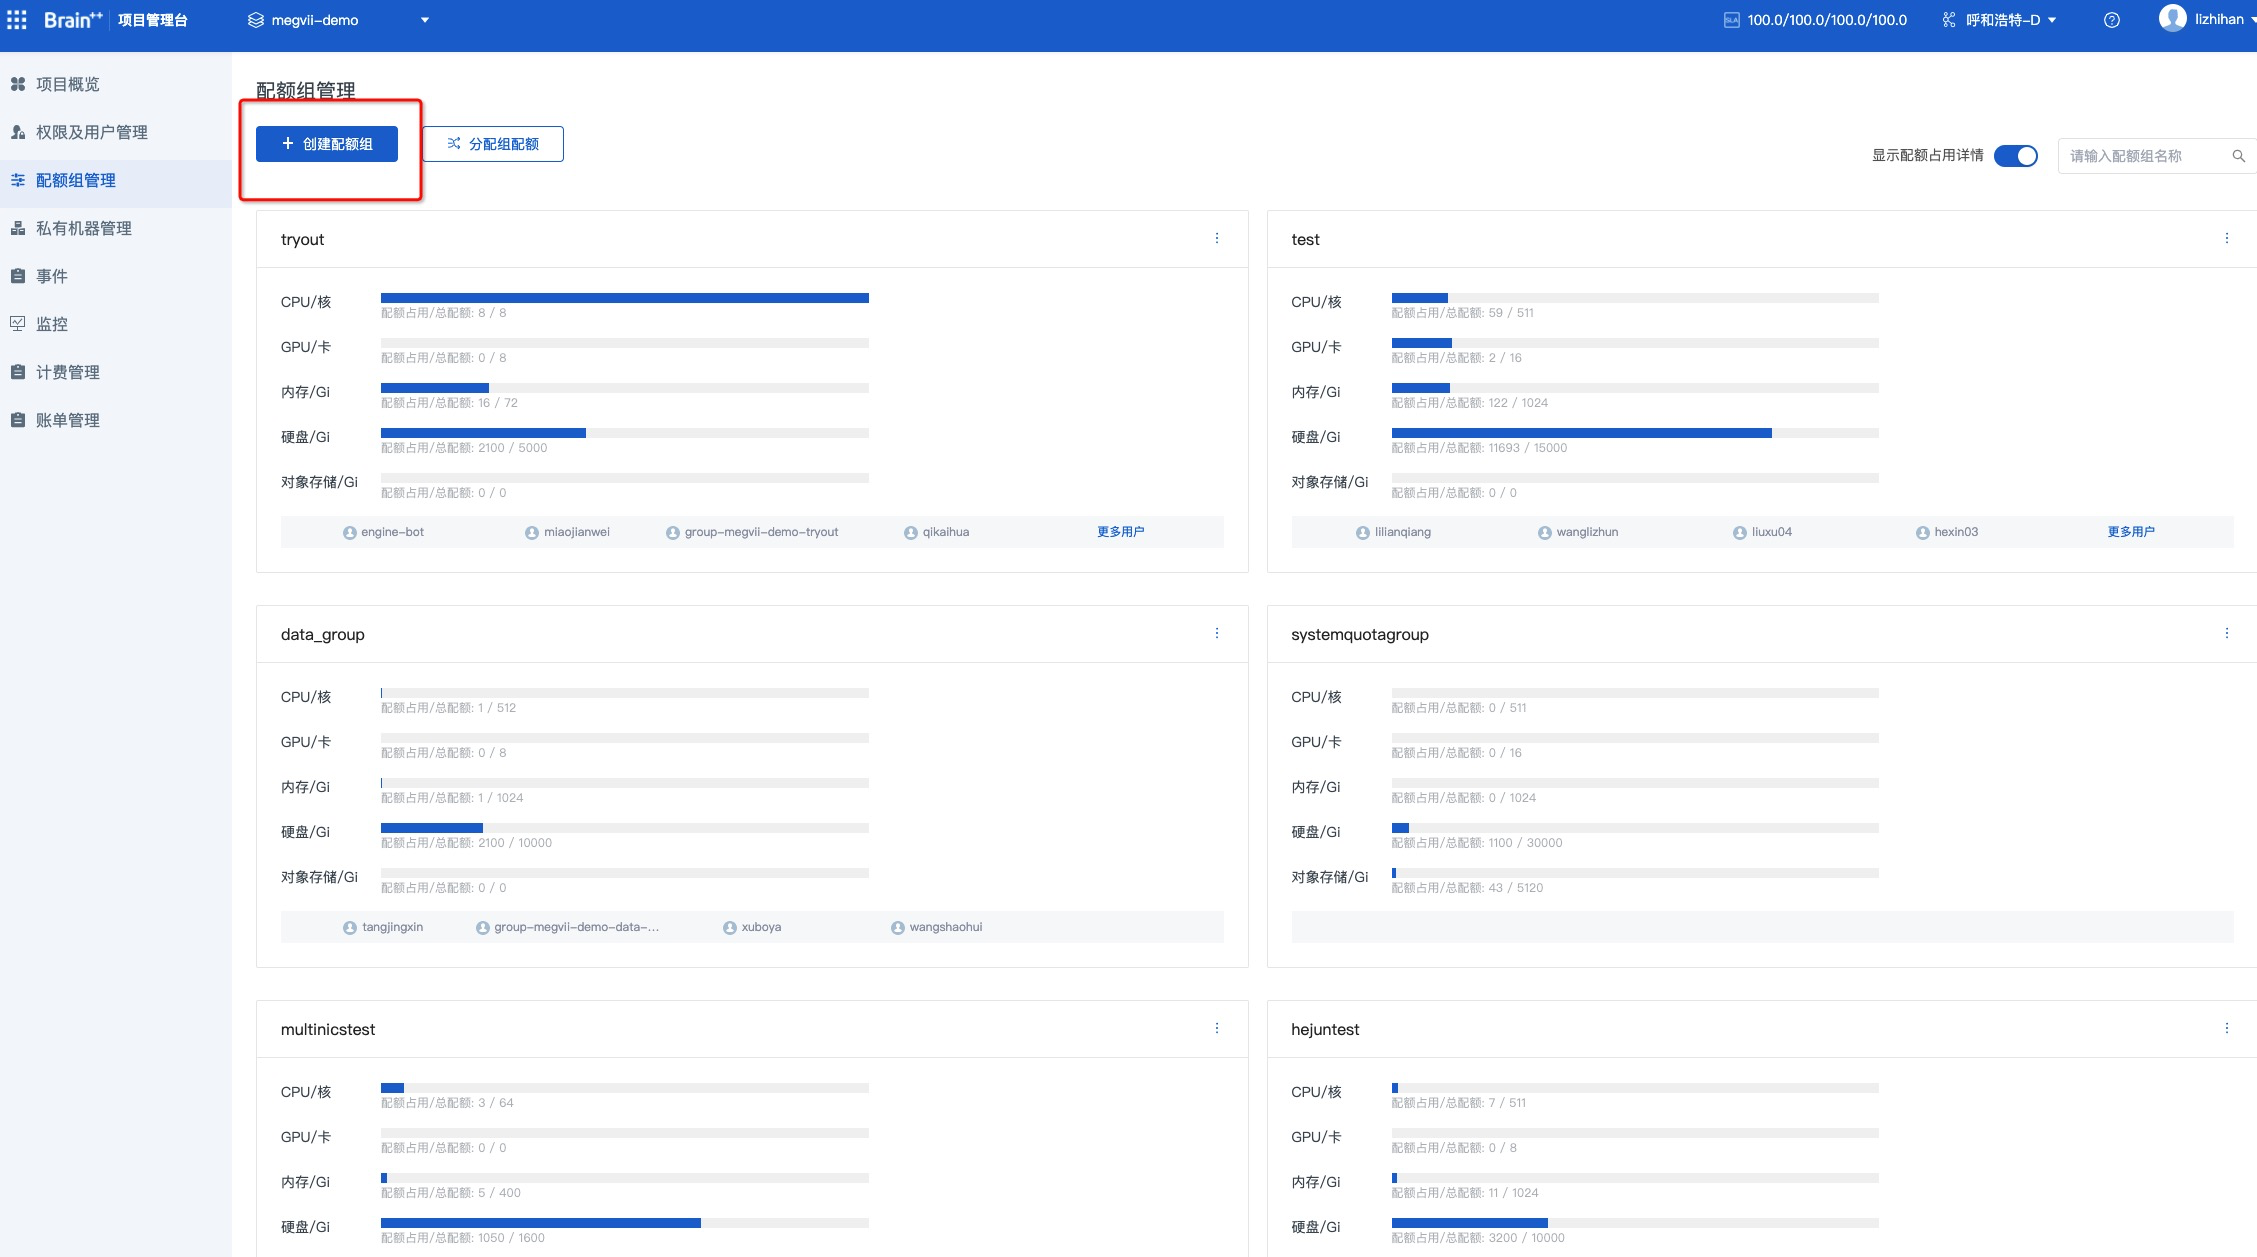 Brain++ 项目管理台 megvii-demo SLA 100.0/100.0/100.0/100.0 呼和浩特-D lizhihan
项目概览
权限及用户管理
配额组管理
私有机器管理
事件
监控
计费管理
账单管理
配额组管理
+ 创建配额组 分配组配额
显示配额占用详情 请输入配额组名称
tryout
CPU/核
配额占用/总配额: 8 / 8
GPU/卡
配额占用/总配额: 0 / 8
内存/Gi
配额占用/总配额: 16 / 72
硬盘/Gi
配额占用/总配额: 2100 / 5000
对象存储/Gi
配额占用/总配额: 0 / 0
engine-bot miaojianwei group-megvii-demo-tryout qikaihua 更多用户
test
CPU/核
配额占用/总配额: 59 / 511
GPU/卡
配额占用/总配额: 2 / 16
内存/Gi
配额占用/总配额: 122 / 1024
硬盘/Gi
配额占用/总配额: 11693 / 15000
对象存储/Gi
配额占用/总配额: 0 / 0
lilianqiang wanglizhun liuxu04 hexin03 更多用户
data_group
CPU/核
配额占用/总配额: 1 / 512
GPU/卡
配额占用/总配额: 0 / 8
内存/Gi
配额占用/总配额: 1 / 1024
硬盘/Gi
配额占用/总配额: 2100 / 10000
对象存储/Gi
配额占用/总配额: 0 / 0
tangjingxin group-megvii-demo-data-... xuboya wangshaohui
systemquotagroup
CPU/核
配额占用/总配额: 0 / 511
GPU/卡
配额占用/总配额: 0 / 16
内存/Gi
配额占用/总配额: 0 / 1024
硬盘/Gi
配额占用/总配额: 1100 / 30000
对象存储/Gi
配额占用/总配额: 43 / 5120
multinicstest
CPU/核
配额占用/总配额: 3 / 64
GPU/卡
配额占用/总配额: 0 / 0
内存/Gi
配额占用/总配额: 5 / 400
硬盘/Gi
配额占用/总配额: 1050 / 1600
hejuntest
CPU/核
配额占用/总配额: 7 / 511
GPU/卡
配额占用/总配额: 0 / 8
内存/Gi
配额占用/总配额: 11 / 1024
硬盘/Gi
配额占用/总配额: 3200 / 10000